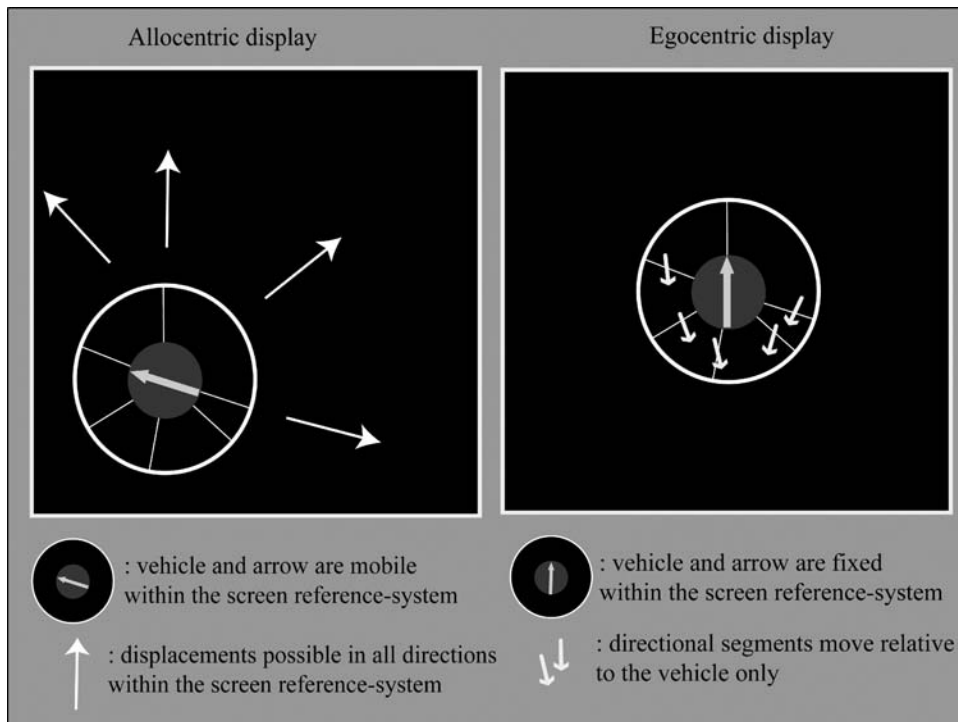 Allocentric display
Egocentric display
: vehicle and arrow are mobile
within the screen reference-system
: displacements possible in all directions
within the screen reference-system
: vehicle and arrow are fixed
within the screen reference-system
: directional segments move relative
to the vehicle only